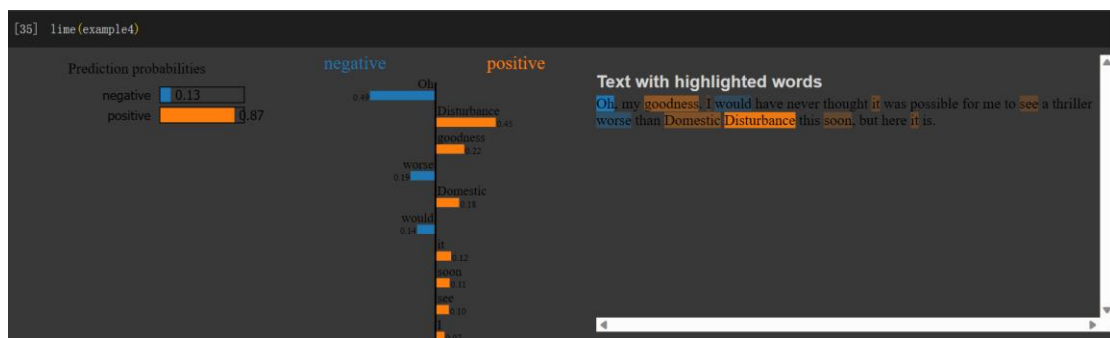 [35] lime(example4)
Prediction probabilities
negative 0.13
positive 0.87
negative positive
Oh
0.49
Disturbance
0.45
goodness
0.22
worse
0.19
Domestic
0.18
would
0.14
it
0.12
soon
0.11
see
0.10
I
Text with highlighted words
Oh, my goodness, I would have never thought it was possible for me to see a thriller
worse than Domestic Disturbance this soon, but here it is.